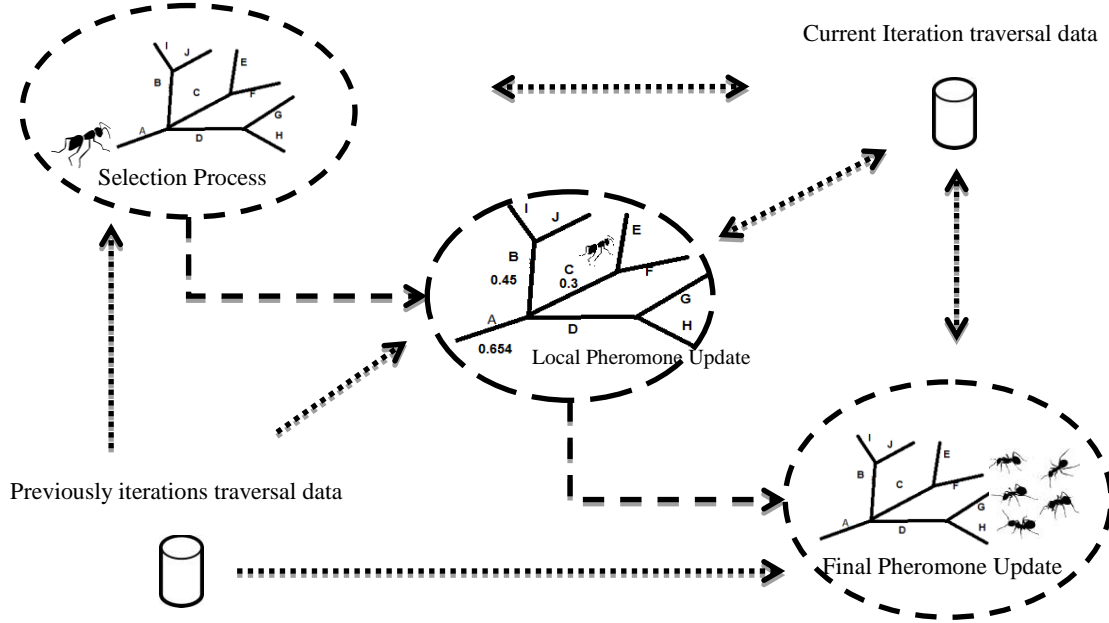 Current Iteration traversal data
I
J
E
B
C
F
G
A
D
H
Selection Process
I
J
E
B
0.45
C
0.3
F
G
A
D
H
0.654
Local Pheromone Update
Previously iterations traversal data
I
J
E
B
C
F
G
A
D
H
Final Pheromone Update